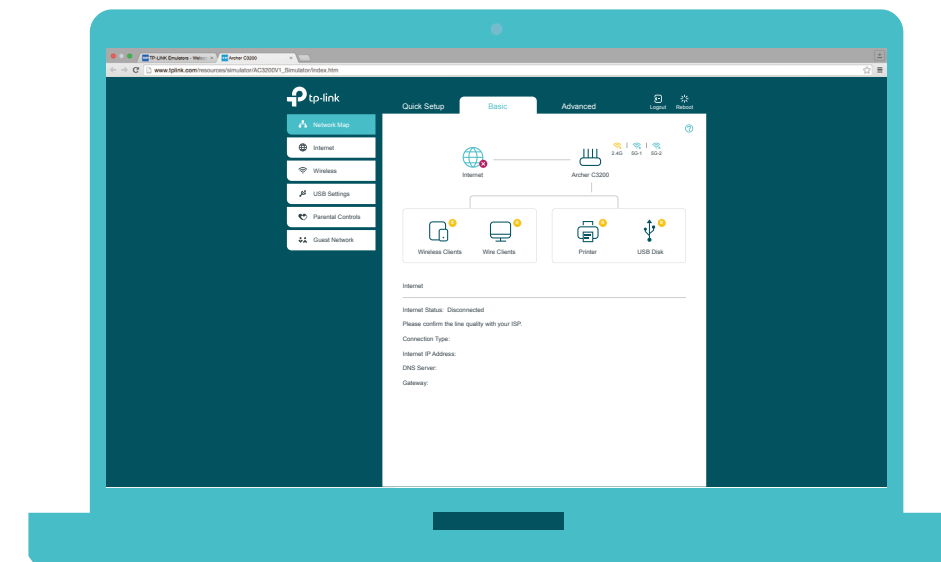 TP-LINK Emulators - Welco
Archer C3200
www.tplink.com/resources/simulator/AC3200V1_Simulator/Index.htm
tp-link
Quick Setup
Basic
Advanced
Logout
Reboot
Network Map
Internet
Wireless
USB Settings
Parental Controls
Guest Network
Internet
Archer C3200
2.4G | 5G-1 | 5G-2
Wireless Clients
Wire Clients
Printer
USB Disk
Internet
Internet Status: Disconnected
Please confirm the line quality with your ISP.
Connection Type:
Internet IP Address:
DNS Server:
Gateway: